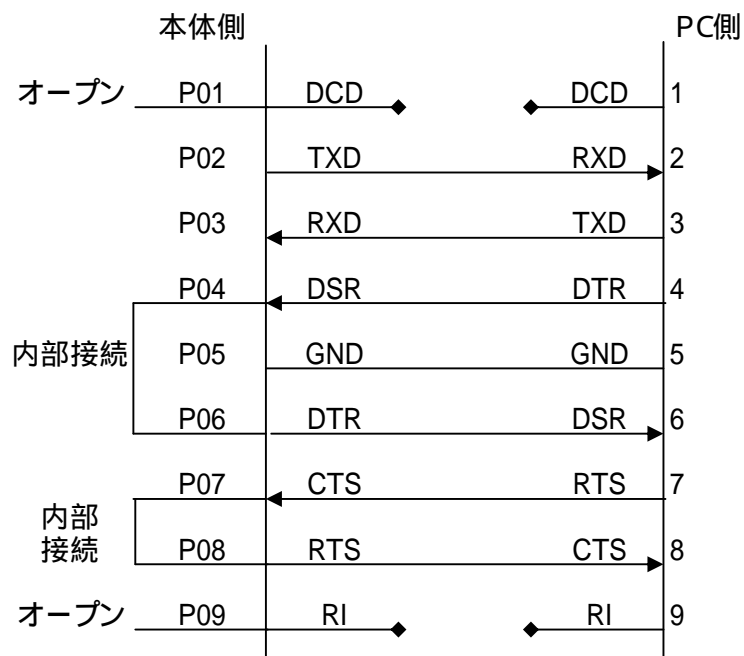 本体側 PC側
オープン P01 DCD DCD 1
P02 TXD RXD 2
P03 RXD TXD 3
P04 DSR DTR 4
内部接続 P05 GND GND 5
P06 DTR DSR 6
P07 CTS RTS 7
内部
接続 P08 RTS CTS 8
オープン P09 RI RI 9